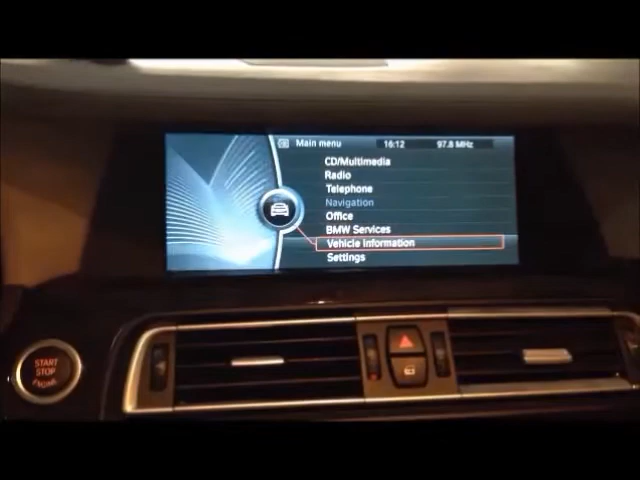 Main menu 16:12 97.8 MHz
CD/Multimedia
Radio
Telephone
Navigation
Office
BMW Services
Vehicle information
Settings
START
STOP
ENGINE